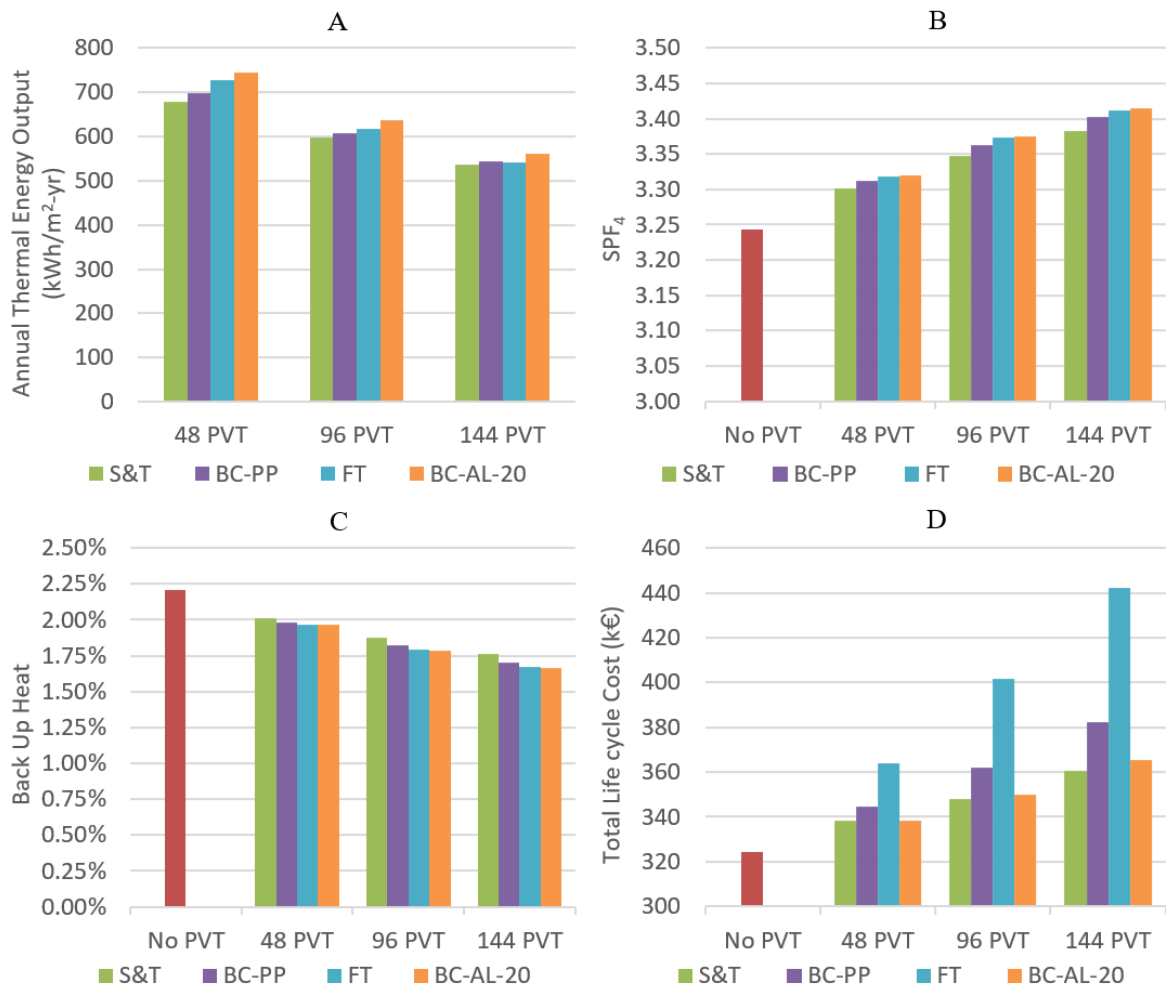 A
Annual Thermal Energy Output
(kWh/m²-yr)
800
700
600
500
400
300
200
100
0
48 PVT 96 PVT 144 PVT
S&T BC-PP FT BC-AL-20
B
SPF₄
3.50
3.45
3.40
3.35
3.30
3.25
3.20
3.15
3.10
3.05
3.00
No PVT 48 PVT 96 PVT 144 PVT
S&T BC-PP FT BC-AL-20
C
Back Up Heat
2.50%
2.25%
2.00%
1.75%
1.50%
1.25%
1.00%
0.75%
0.50%
0.25%
0.00%
No PVT 48 PVT 96 PVT 144 PVT
S&T BC-PP FT BC-AL-20
D
Total Life cycle Cost (k€)
460
440
420
400
380
360
340
320
300
No PVT 48 PVT 96 PVT 144 PVT
S&T BC-PP FT BC-AL-20